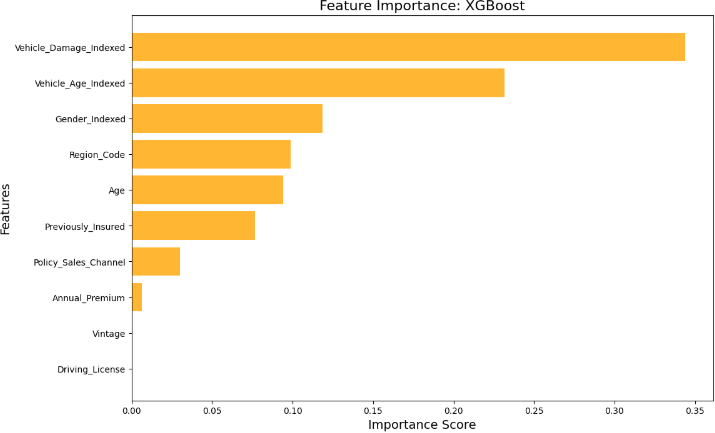 Feature Importance: XGBoost
Features
Vehicle_Damage_Indexed
Vehicle_Age_Indexed
Gender_Indexed
Region_Code
Age
Previously_Insured
Policy_Sales_Channel
Annual_Premium
Vintage
Driving_License
0.00 0.05 0.10 0.15 0.20 0.25 0.30 0.35
Importance Score